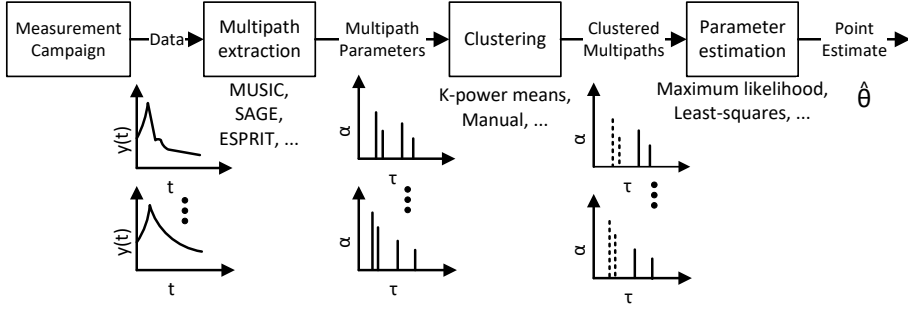 Measurement
Campaign
Data
Multipath
extraction
Multipath
Parameters
Clustering
Clustered
Multipaths
Parameter
estimation
Point
Estimate
MUSIC,
SAGE,
ESPRIT, ...
K-power means,
Manual, ...
Maximum likelihood,
Least-squares, ...
θ̂
y(t)
t
α
τ
α
τ
y(t)
t
α
τ
α
τ